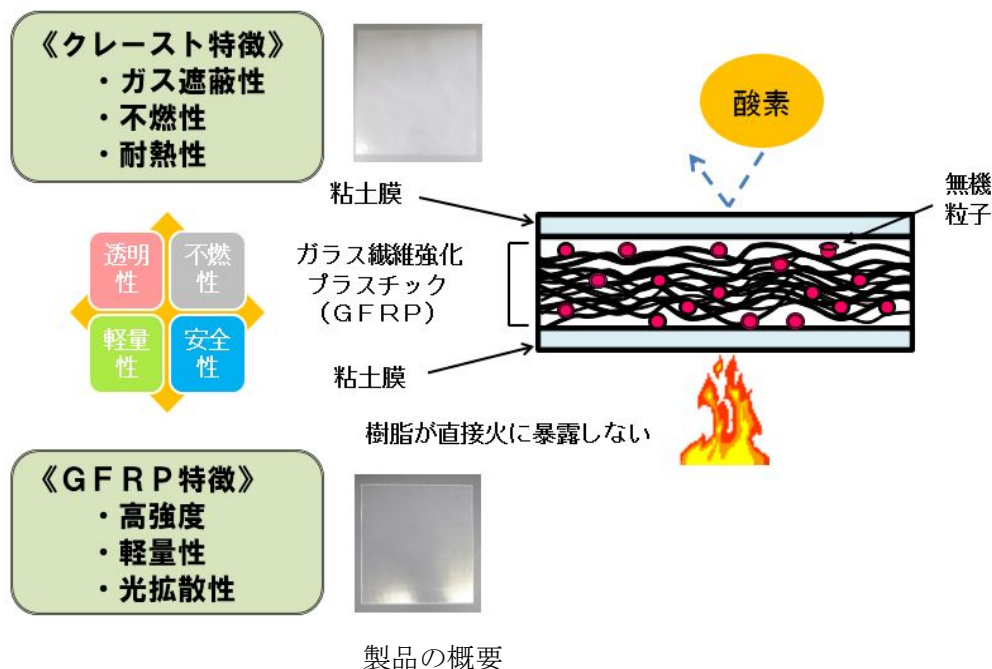 《クレースト特徴》
・ガス遮蔽性
・不燃性
・耐熱性
酸素
粘土膜
無機
粒子
透明
性
不燃
性
軽量
性
安全
性
ガラス繊維強化
プラスチック
(GFRP)
粘土膜
樹脂が直接火に暴露しない
《GFRP特徴》
・高強度
・軽量性
・光拡散性
製品の概要